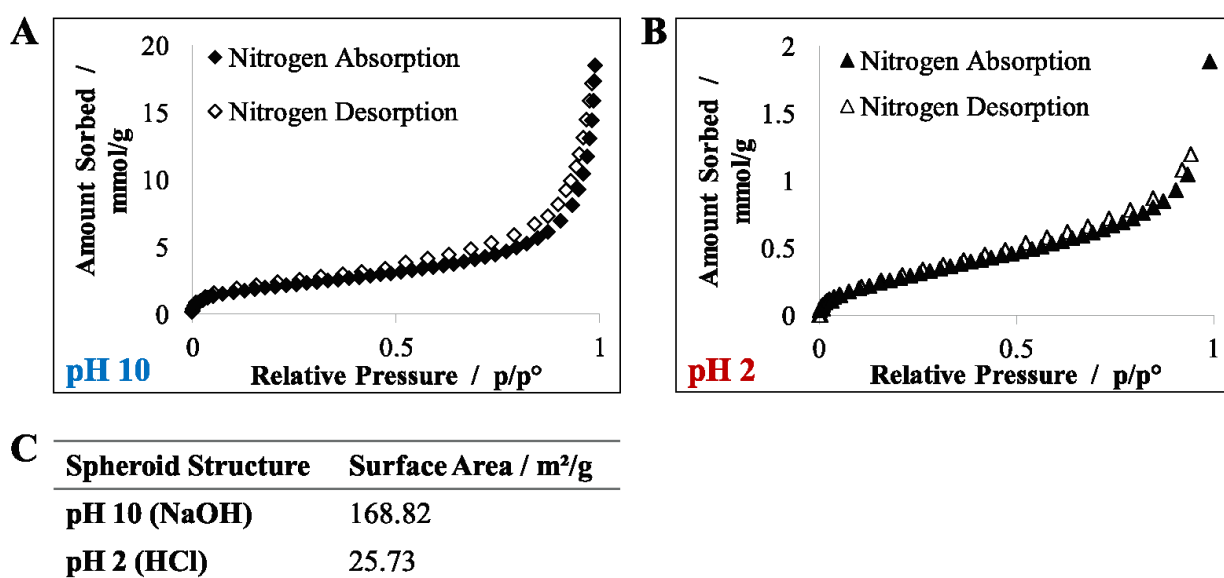 A
20
15
10
5
0
Amount Sorbed /
mmol/g
Nitrogen Absorption
Nitrogen Desorption
0
0.5
1
pH 10
Relative Pressure / p/p°
B
2
1.5
1
0.5
0
Amount Sorbed /
mmol/g
Nitrogen Absorption
Nitrogen Desorption
0
0.5
1
pH 2
Relative Pressure / p/p°
C
Spheroid Structure Surface Area / m²/g
pH 10 (NaOH) 168.82
pH 2 (HCl) 25.73